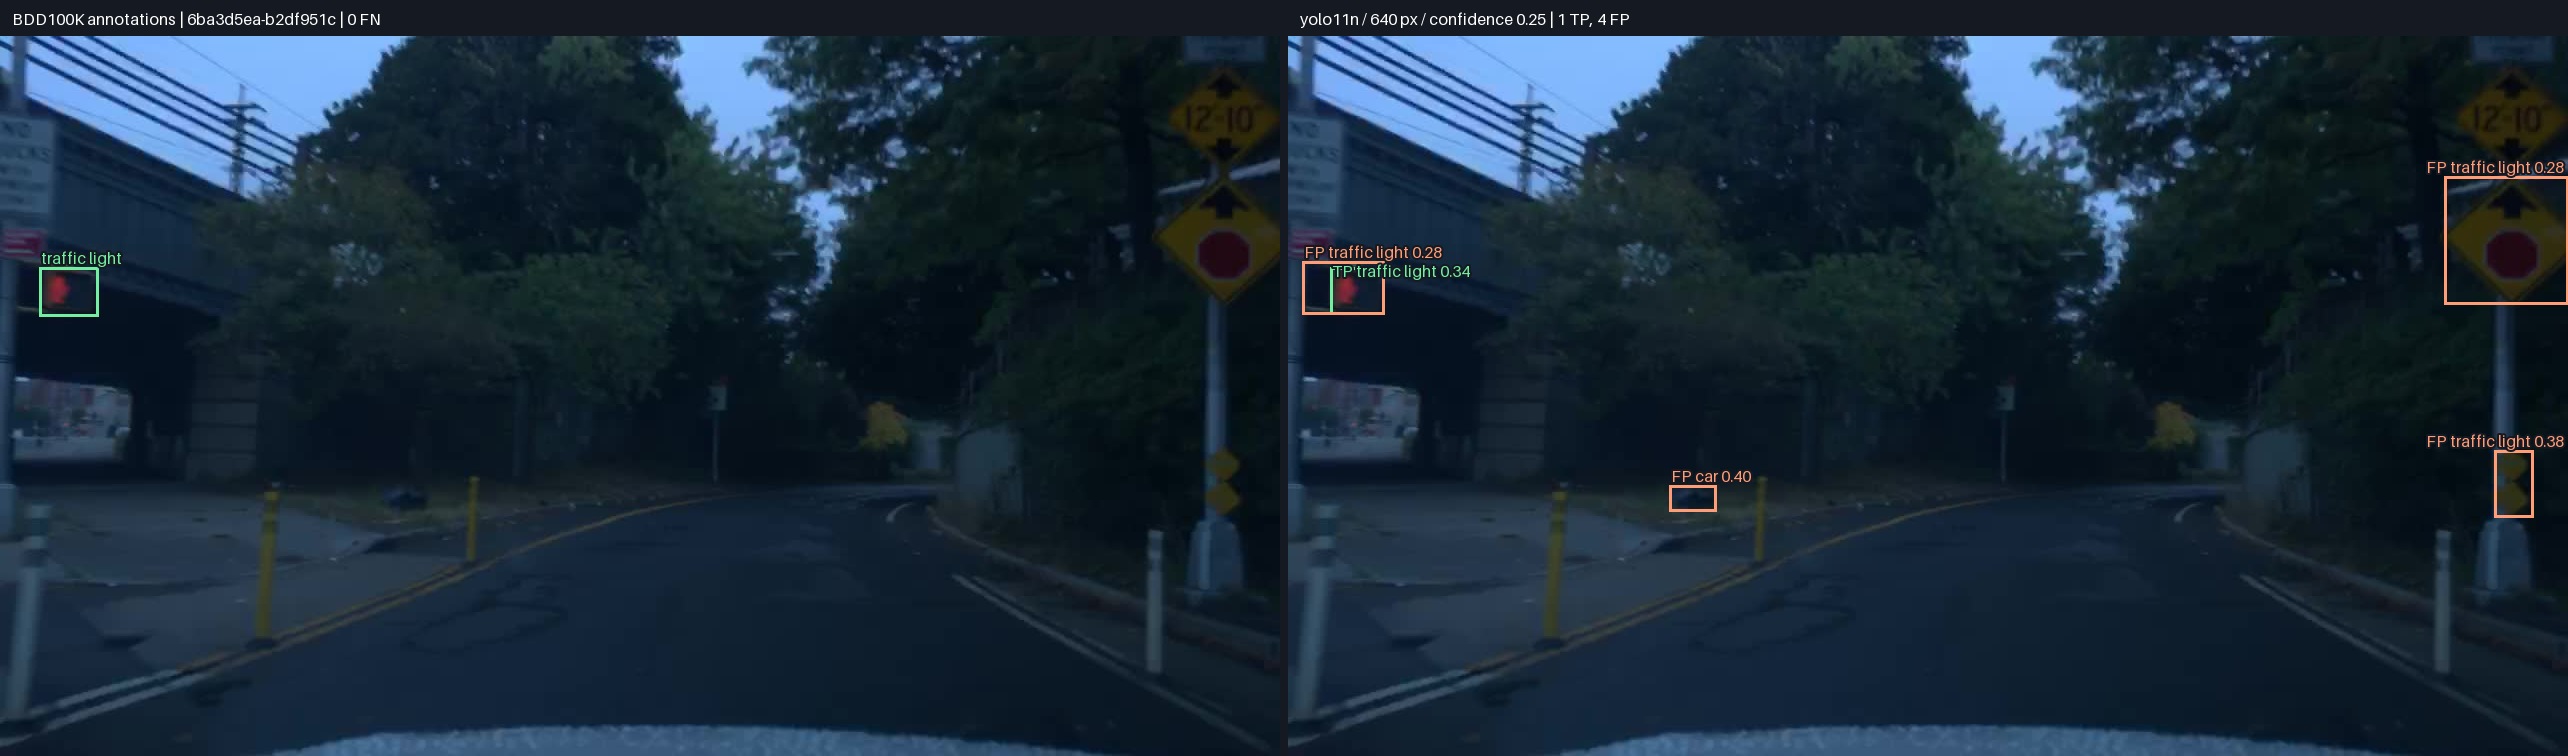 BDD100K annotations | 6ba3d5ea-b2df951c | 0 FN
yolo11n / 640 px / confidence 0.25 | 1 TP, 4 FP
12-10
NO
traffic light
12-10
NO
FP traffic light 0.28
FP traffic light 0.28
TP traffic light 0.34
FP traffic light 0.38
FP car 0.40